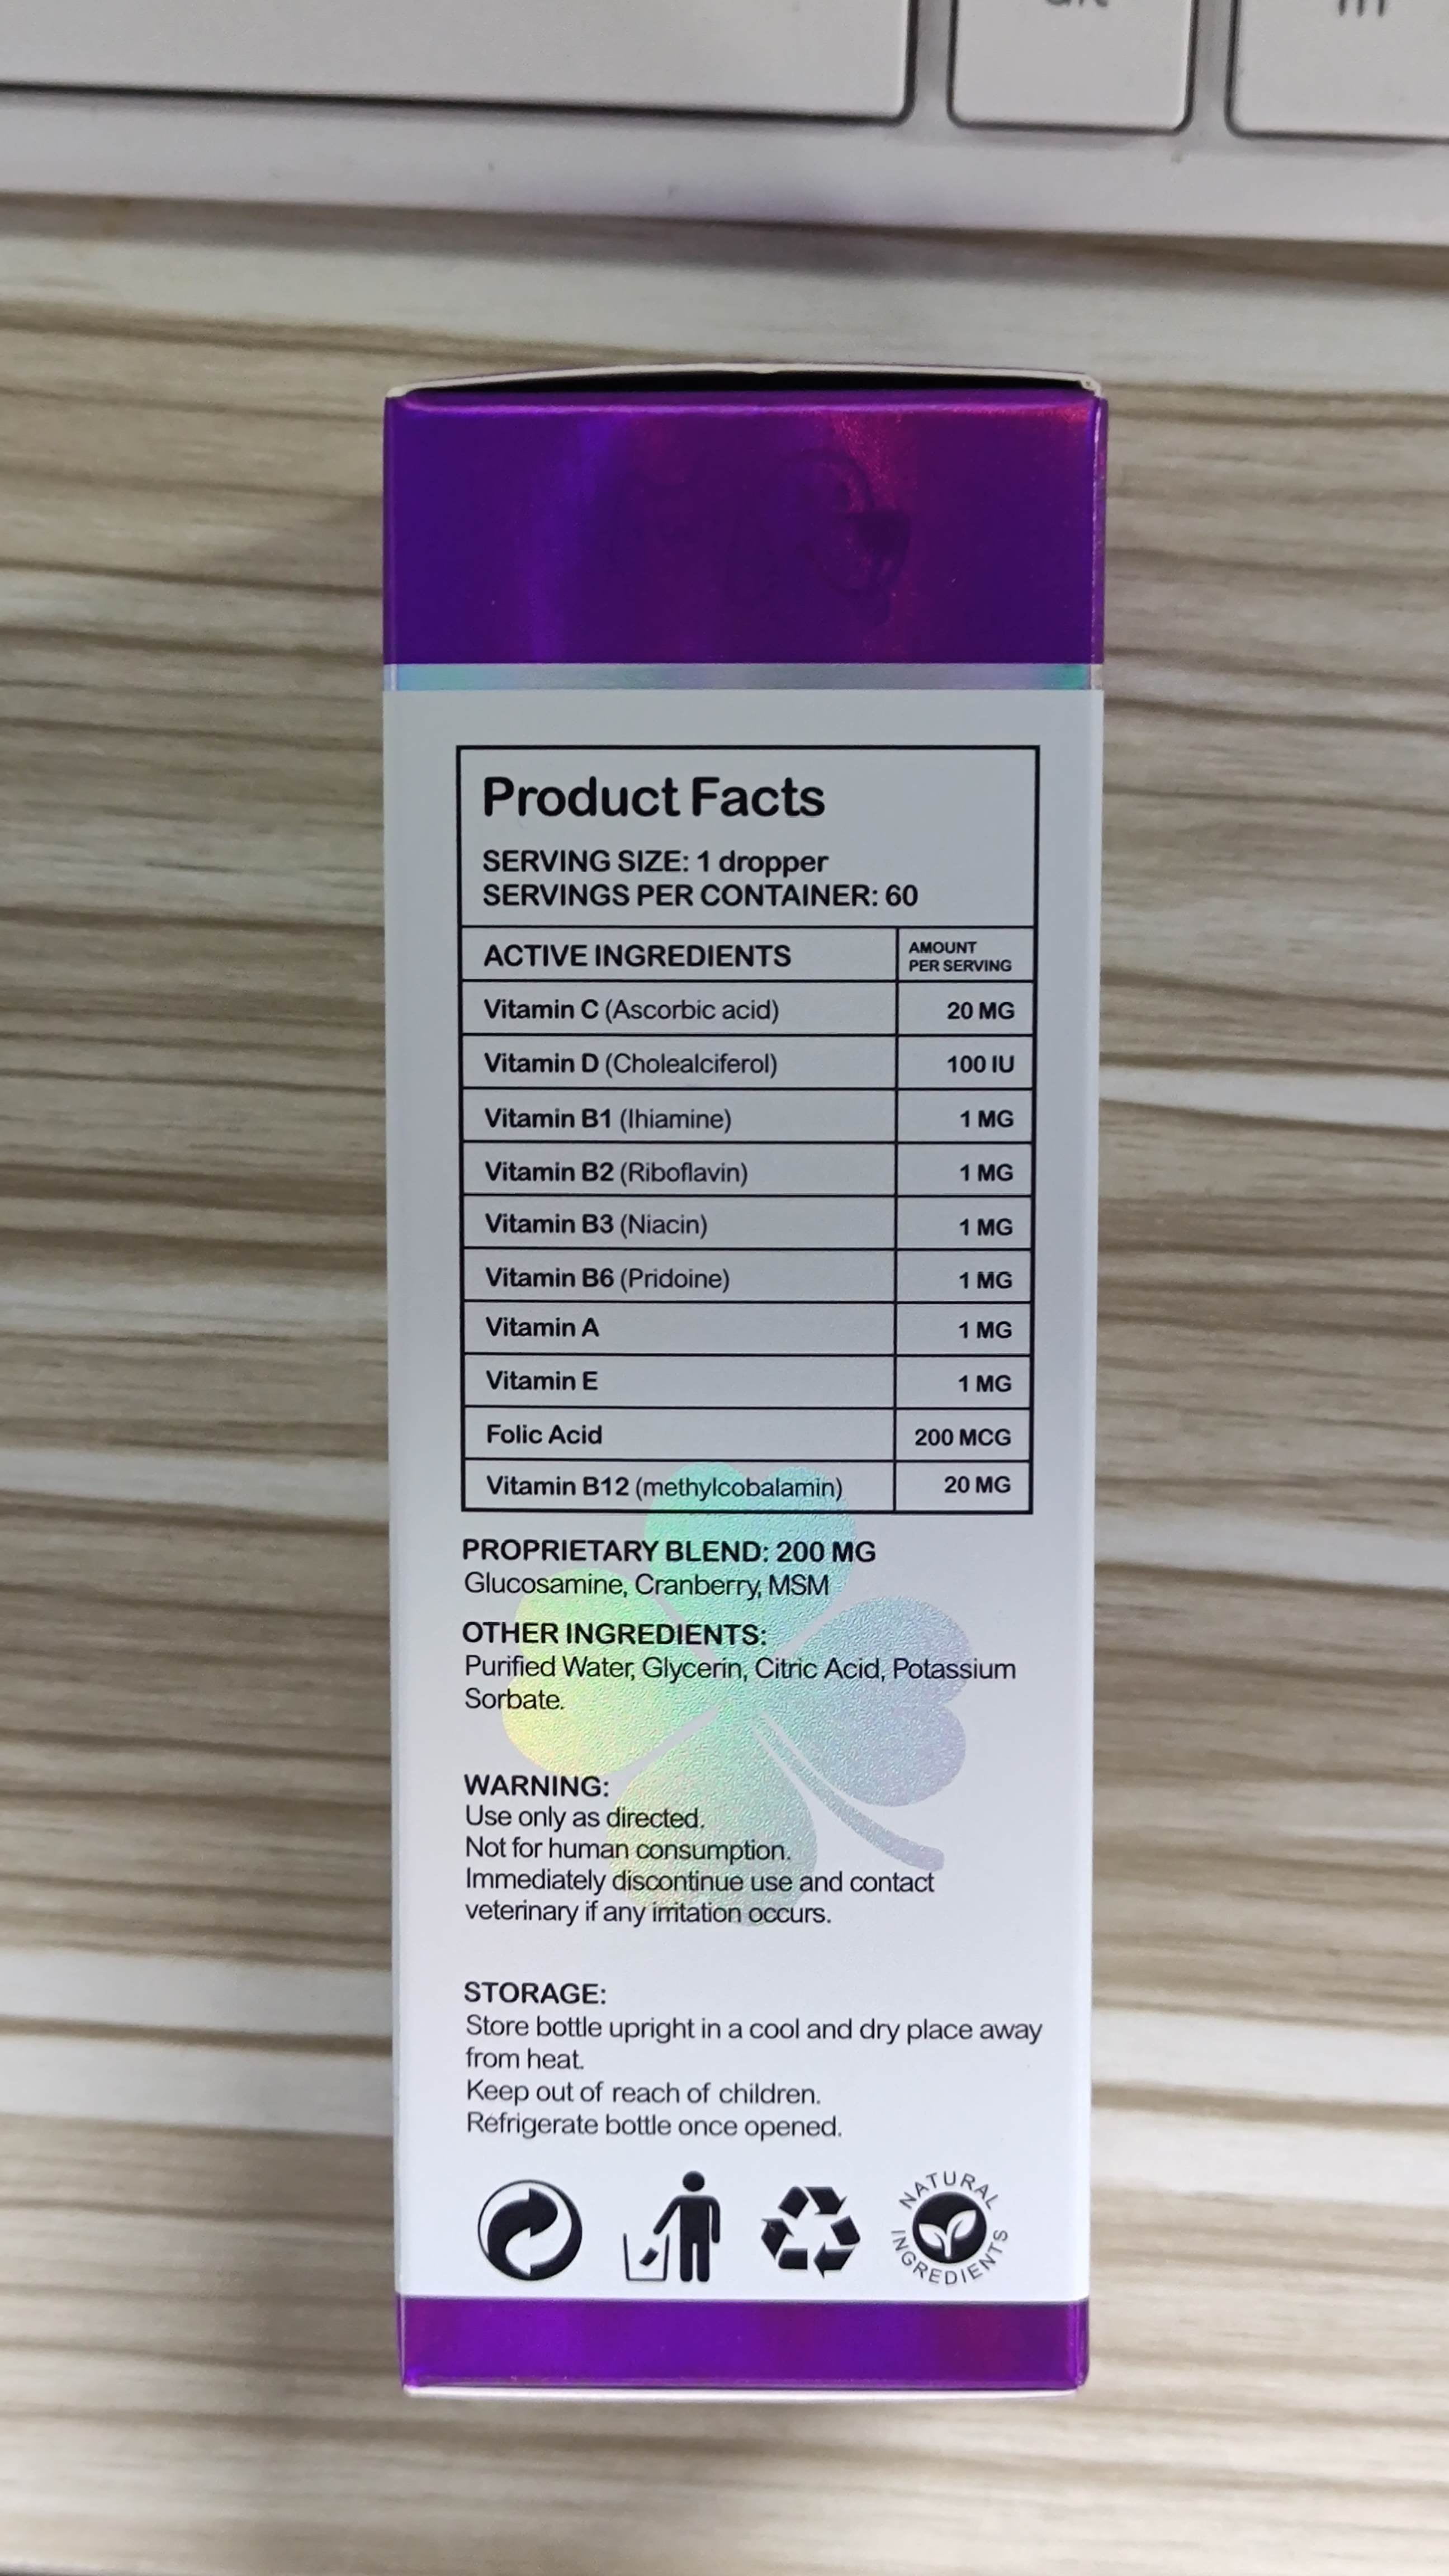 Product Facts
SERVING SIZE: 1 dropper
SERVINGS PER CONTAINER: 60
ACTIVE INGREDIENTS
AMOUNT
PER SERVING
Vitamin C (Ascorbic acid) 20 MG
Vitamin D (Cholealciferol) 100 IU
Vitamin B1 (Ihiamine) 1 MG
Vitamin B2 (Riboflavin) 1 MG
Vitamin B3 (Niacin) 1 MG
Vitamin B6 (Pridoine) 1 MG
Vitamin A 1 MG
Vitamin E 1 MG
Folic Acid 200 MCG
Vitamin B12 (methylcobalamin) 20 MG
PROPRIETARY BLEND: 200 MG
Glucosamine, Cranberry, MSM
OTHER INGREDIENTS:
Purified Water, Glycerin, Citric Acid, Potassium
Sorbate.
WARNING:
Use only as directed.
Not for human consumption.
Immediately discontinue use and contact
veterinary if any irritation occurs.
STORAGE:
Store bottle upright in a cool and dry place away
from heat.
Keep out of reach of children.
Refrigerate bottle once opened.
NATURAL
INGREDIENTS